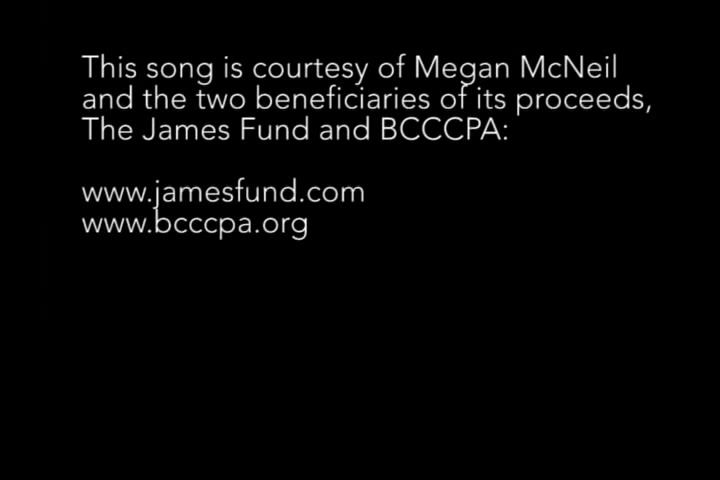 This song is courtesy of Megan McNeil
and the two beneficiaries of its proceeds,
The James Fund and BCCCPA:
www.jamesfund.com
www.bcccpa.org